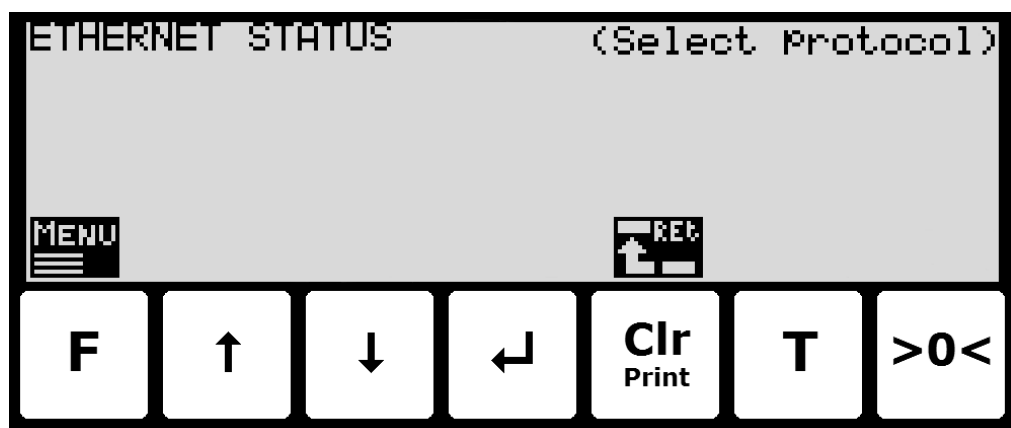 ETHERNET STATUS (Select Protocol)
MENU Ret
F ↑ ↓ ↵ Clr T >0<
Print